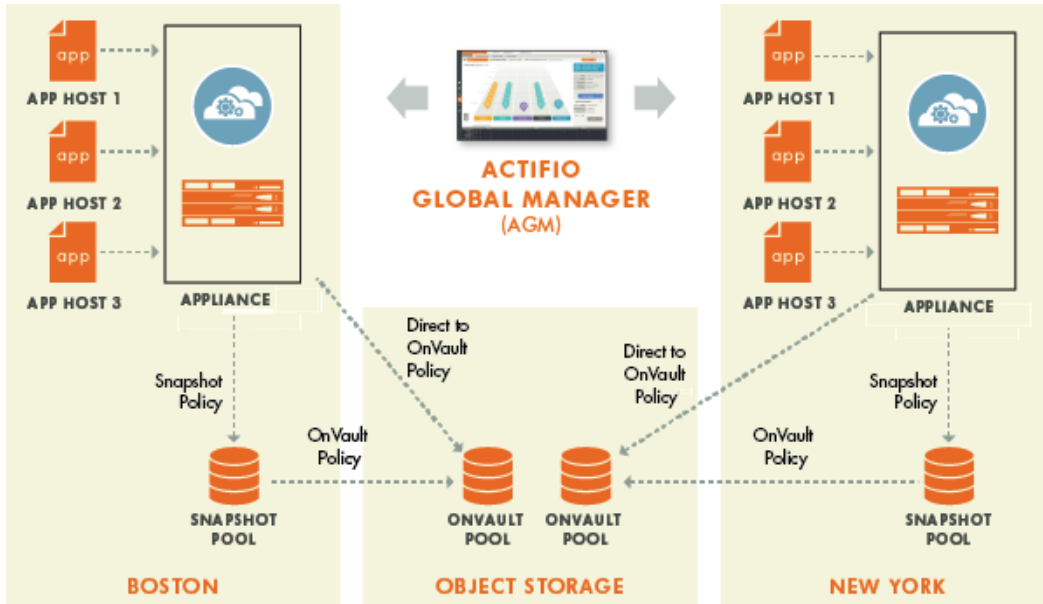 app
APP HOST 1
app
APP HOST 2
app
APP HOST 3
APPLIANCE
ACTIFIO
GLOBAL MANAGER
(AGM)
app
APP HOST 1
app
APP HOST 2
app
APP HOST 3
APPLIANCE
Snapshot
Policy
Direct to
OnVault
Policy
Direct to
OnVault
Policy
Snapshot
Policy
OnVault
Policy
OnVault
Policy
SNAPSHOT
POOL
ONVAULT
POOL
ONVAULT
POOL
SNAPSHOT
POOL
BOSTON
OBJECT STORAGE
NEW YORK